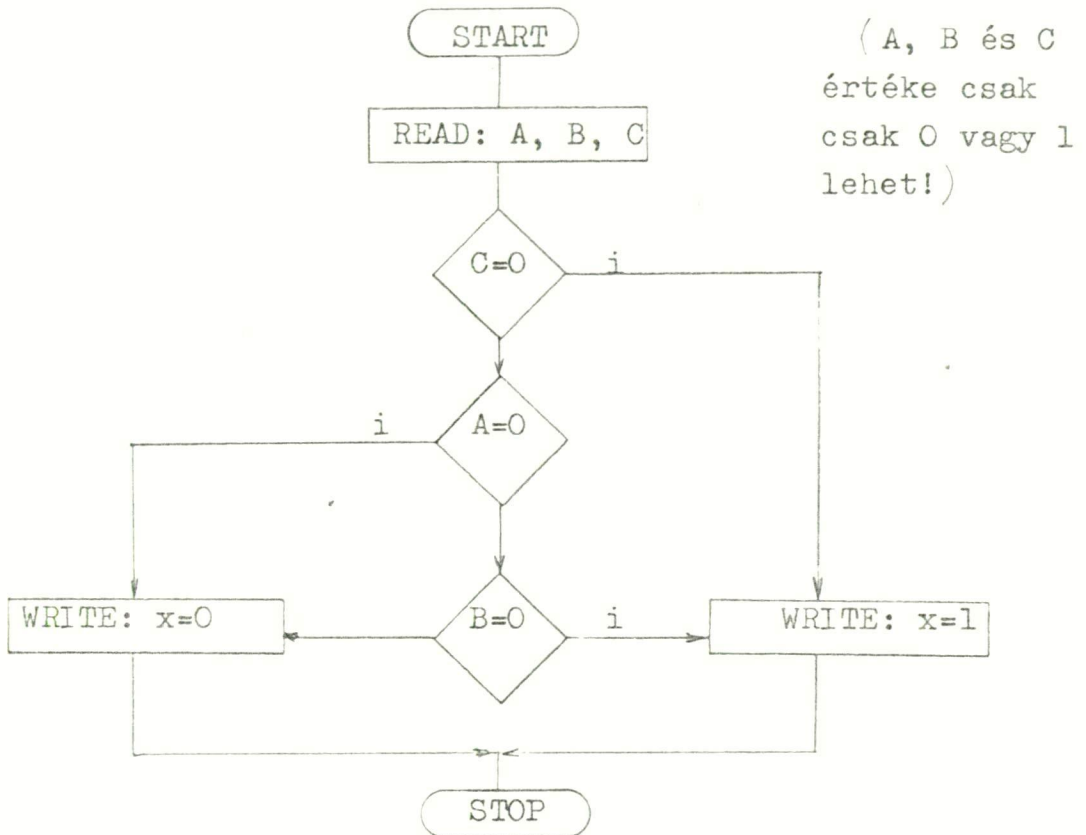 START
(A, B és C
értéke csak
csak 0 vagy 1
lehet!)
READ: A, B, C
C=0
i
A=0
i
B=0
i
WRITE: x=0
WRITE: x=1
STOP